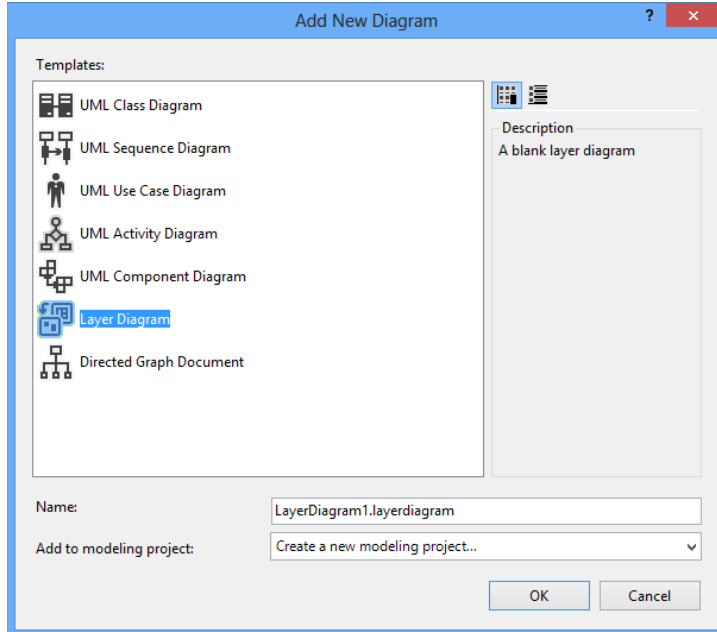 Add New Diagram
?
Templates:
UML Class Diagram
UML Sequence Diagram
UML Use Case Diagram
UML Activity Diagram
UML Component Diagram
Layer Diagram
Directed Graph Document
Description
A blank layer diagram
Name:
LayerDiagram1.layerdiagram
Add to modeling project:
Create a new modeling project...
OK
Cancel